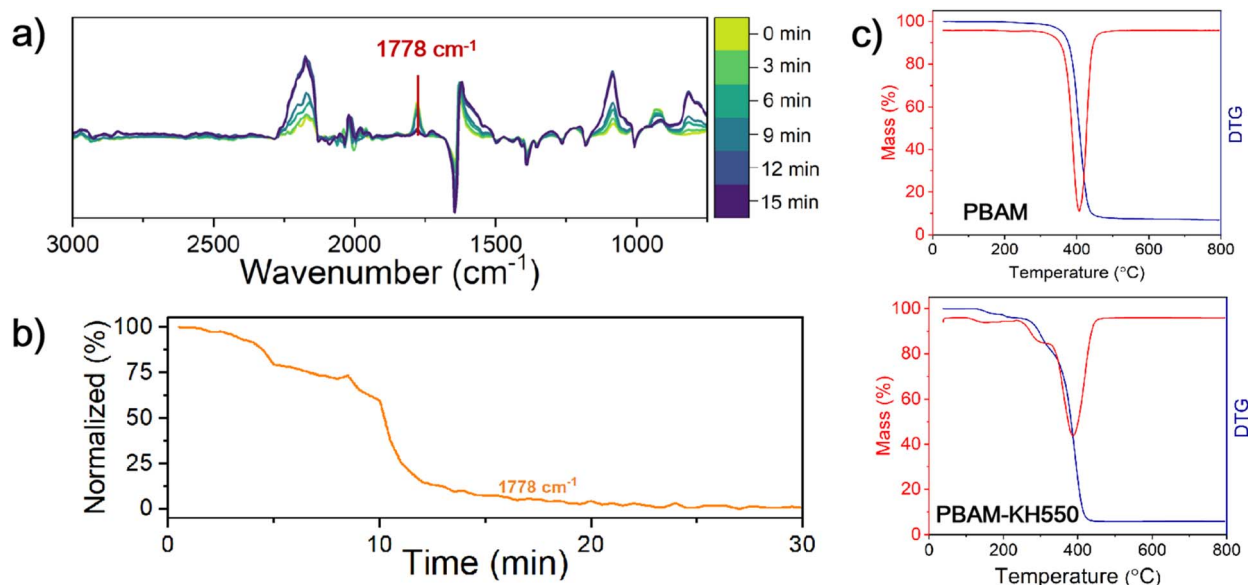 a)
1778 cm⁻¹
0 min
3 min
6 min
9 min
12 min
15 min
3000 2500 2000 1500 1000
Wavenumber (cm⁻¹)
b)
100
75
50
25
0
Normalized (%)
1778 cm⁻¹
0 10 20 30
Time (min)
c)
100
80
60
40
20
0
Mass (%)
DTG
PBAM
0 200 400 600 800
Temperature (°C)
100
80
60
40
20
0
Mass (%)
DTG
PBAM-KH550
0 200 400 600 800
Temperature (°C)